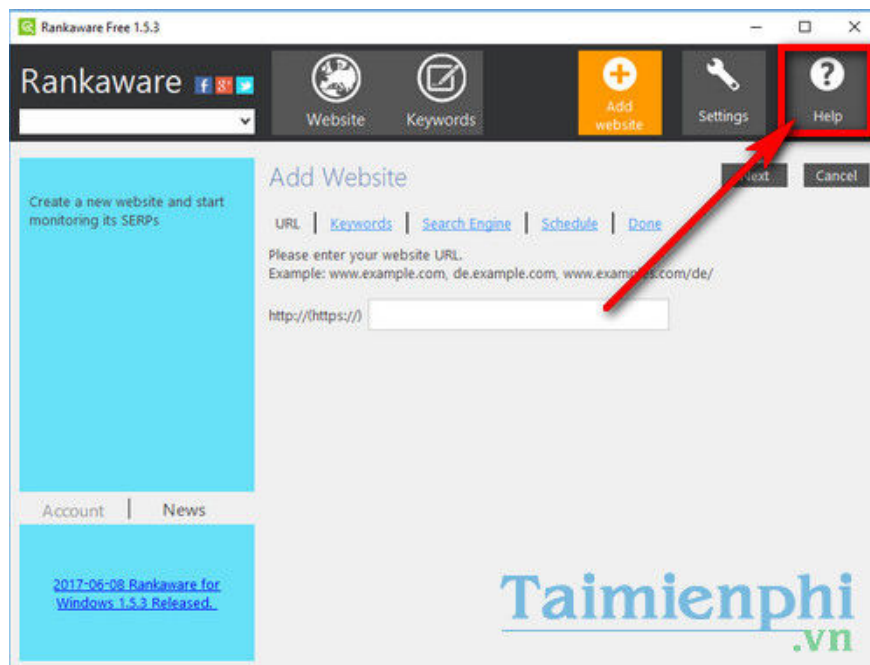 Rankaware Free 1.5.3
Rankaware
Website
Keywords
Add
website
Settings
Help
Create a new website and start
monitoring its SERPs
Add Website
Next
Cancel
URL | Keywords | Search Engine | Schedule | Done
Please enter your website URL.
Example: www.example.com, de.example.com, www.examples.com/de/
http://(https://)
Account | News
2017-06-08 Rankaware for
Windows 1.5.3 Released.
Taimienphi
.vn